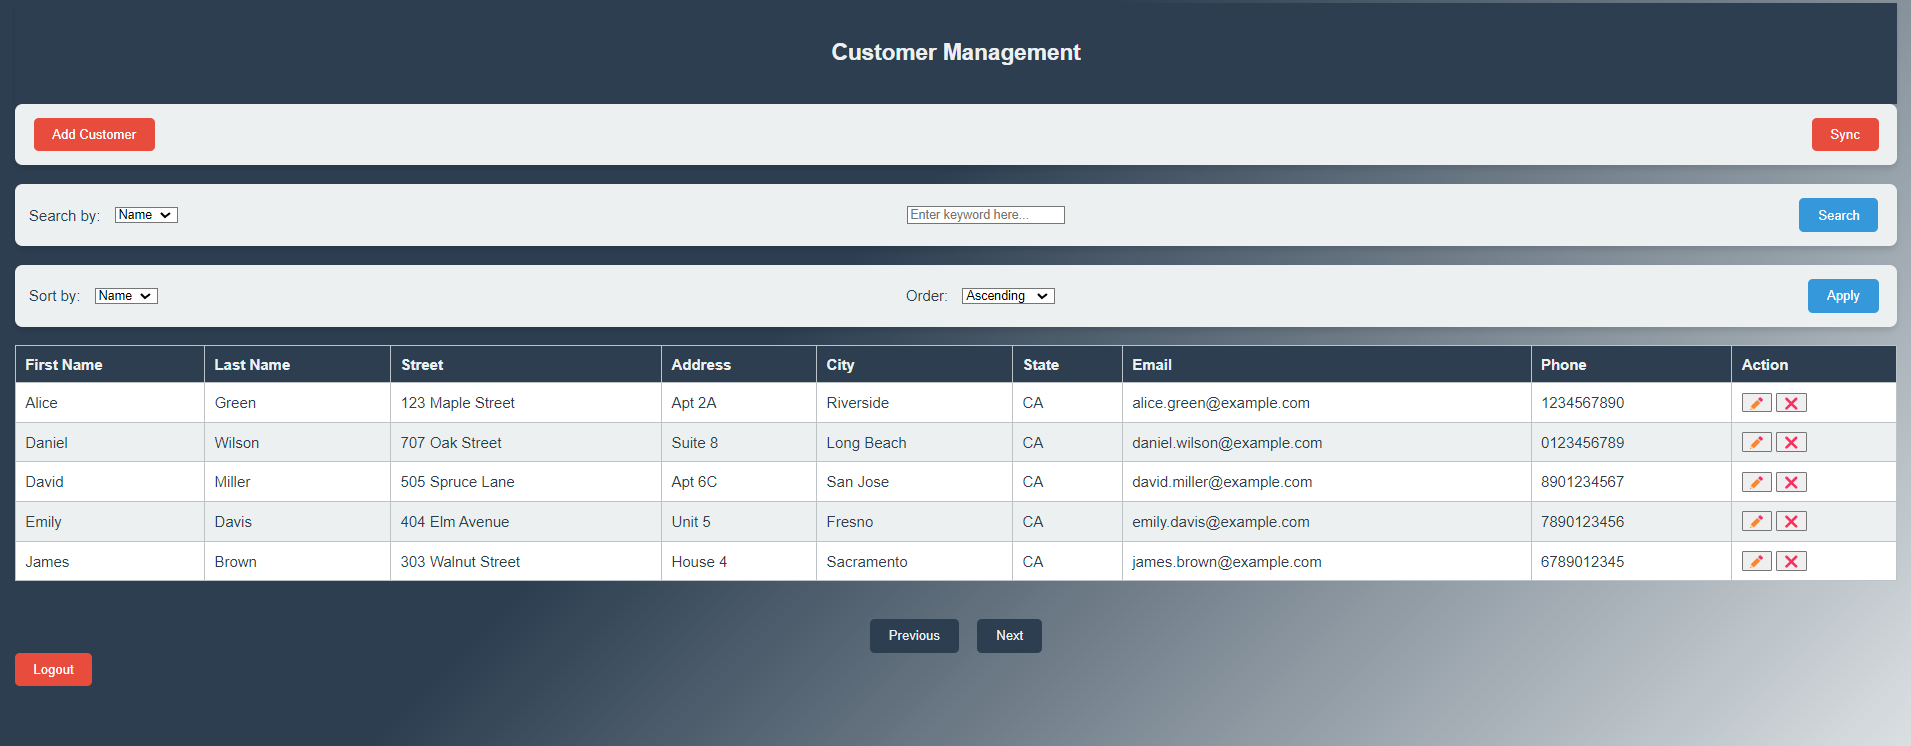 Customer Management
Add Customer Sync
Search by: Name Enter keyword here... Search
Sort by: Name Order: Ascending Apply
First Name Last Name Street Address City State Email Phone Action
Alice Green 123 Maple Street Apt 2A Riverside CA alice.green@example.com 1234567890
Daniel Wilson 707 Oak Street Suite 8 Long Beach CA daniel.wilson@example.com 0123456789
David Miller 505 Spruce Lane Apt 6C San Jose CA david.miller@example.com 8901234567
Emily Davis 404 Elm Avenue Unit 5 Fresno CA emily.davis@example.com 7890123456
James Brown 303 Walnut Street House 4 Sacramento CA james.brown@example.com 6789012345
Previous Next
Logout